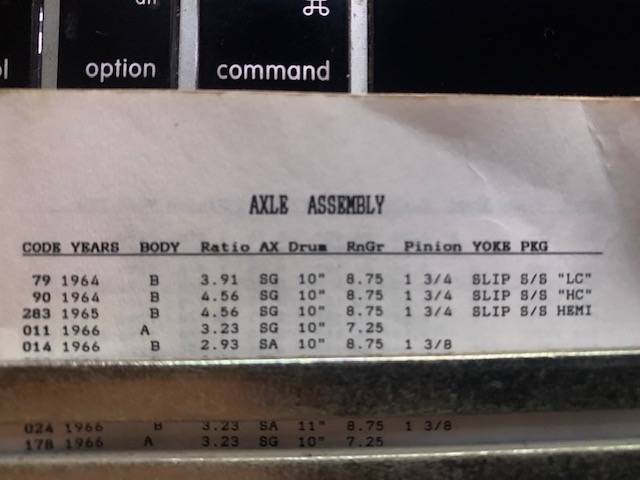 ⌘
option command
AXLE ASSEMBLY
CODE YEARS BODY Ratio AX Drum RnGr Pinion YOKE PKG
79 1964 B 3.91 SG 10" 8.75 1 3/4 SLIP S/S "LC"
90 1964 B 4.56 SG 10" 8.75 1 3/4 SLIP S/S "HC"
283 1965 B 4.56 SG 10" 8.75 1 3/4 SLIP S/S HEMI
011 1966 A 3.23 SG 10" 7.25
014 1966 B 2.93 SA 10" 8.75 1 3/8
024 1966 B 3.23 SA 11" 8.75 1 3/8
178 1966 A 3.23 SG 10" 7.25